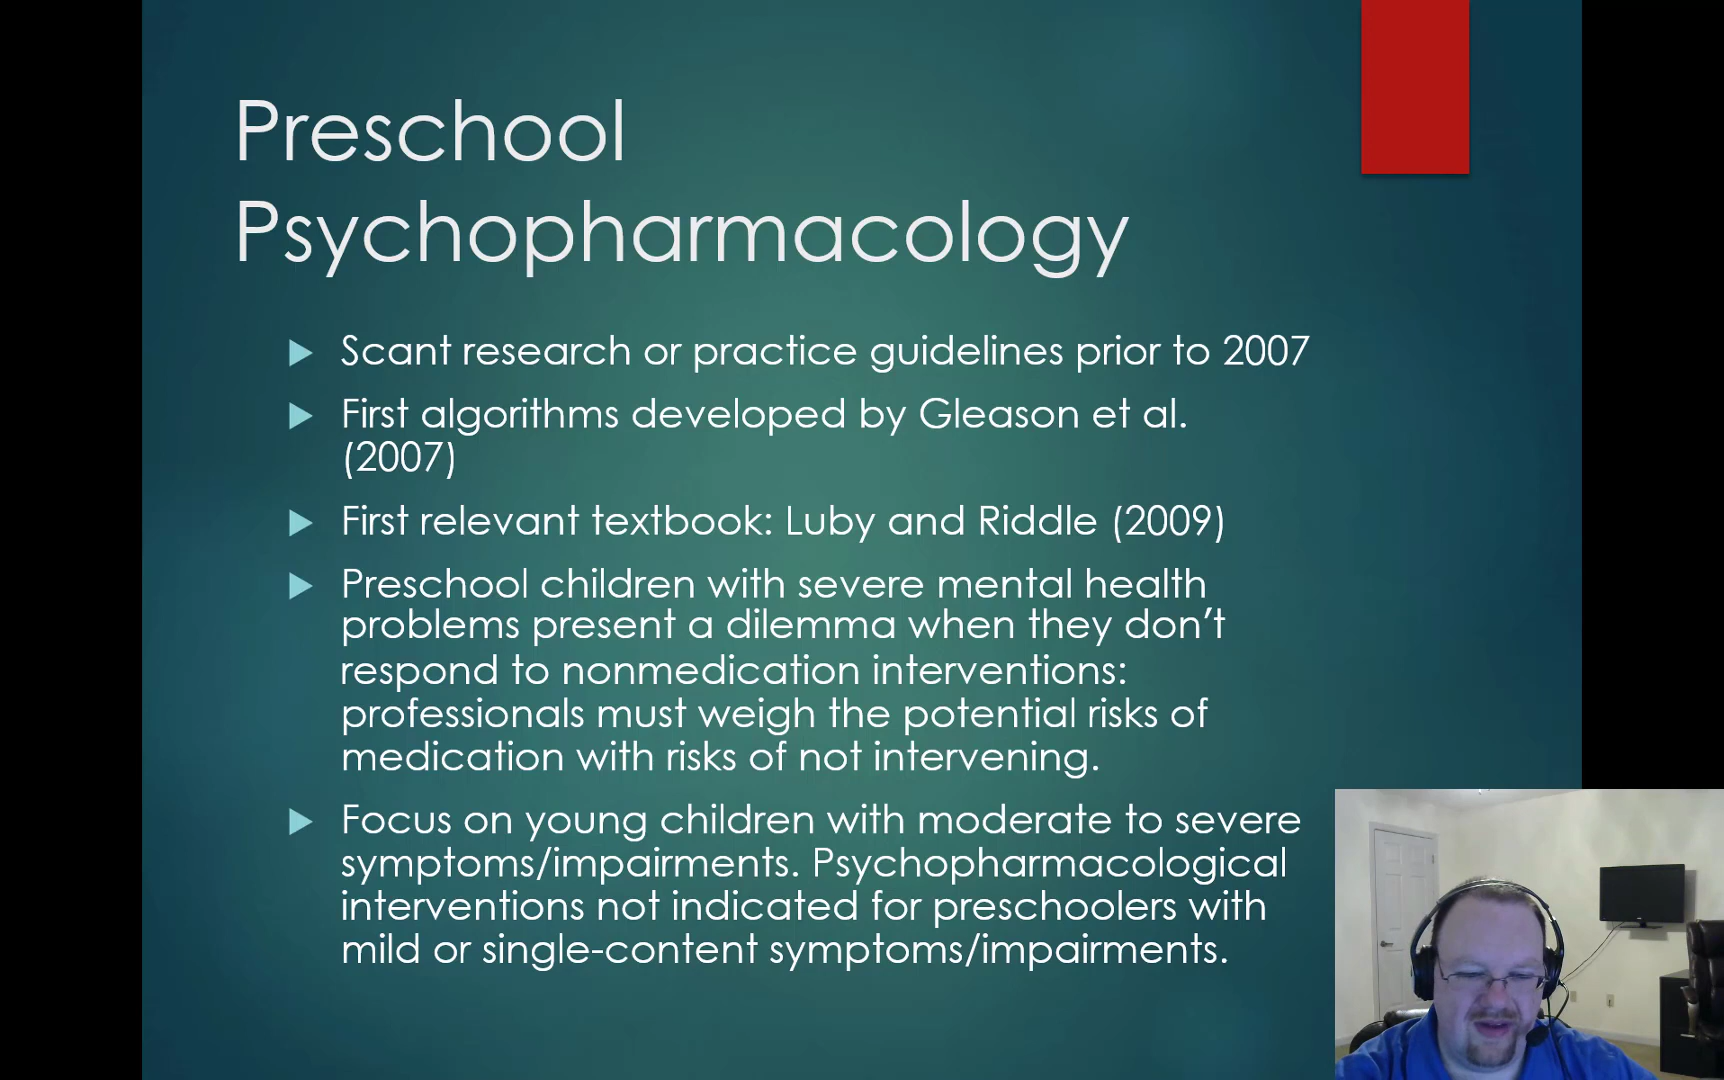 Preschool
Psychopharmacology
Scant research or practice guidelines prior to 2007
First algorithms developed by Gleason et al.
(2007)
First relevant textbook: Luby and Riddle (2009)
Preschool children with severe mental health
problems present a dilemma when they don't
respond to nonmedication interventions:
professionals must weigh the potential risks of
medication with risks of not intervening.
Focus on young children with moderate to severe
symptoms/impairments. Psychopharmacological
interventions not indicated for preschoolers with
mild or single-content symptoms/impairments.